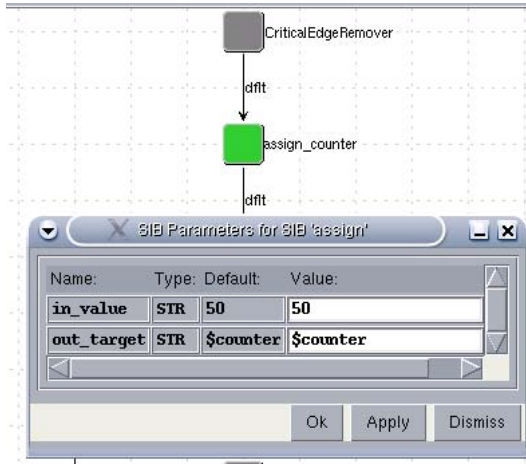 CriticalEdgeRemover
dflt
assign_counter
dflt
SIB Parameters for SIB 'assign'
Name: Type: Default: Value:
in_value STR 50 50
out_target STR $counter $counter
Ok Apply Dismiss